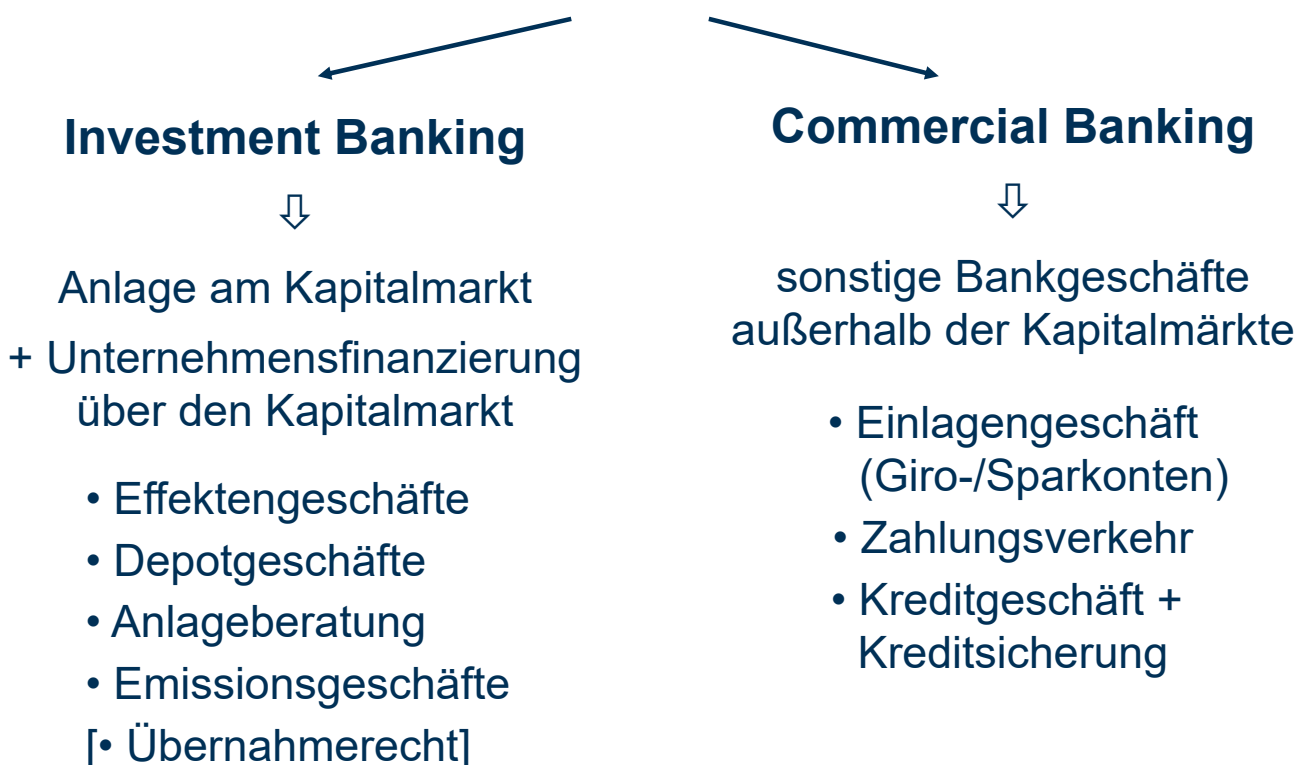 Investment Banking
⇩
Anlage am Kapitalmarkt
+ Unternehmensfinanzierung
über den Kapitalmarkt
• Effektengeschäfte
• Depotgeschäfte
• Anlageberatung
• Emissionsgeschäfte
[• Übernahmerecht]
Commercial Banking
⇩
sonstige Bankgeschäfte
außerhalb der Kapitalmärkte
• Einlagengeschäft
(Giro-/Sparkonten)
• Zahlungsverkehr
• Kreditgeschäft +
Kreditsicherung